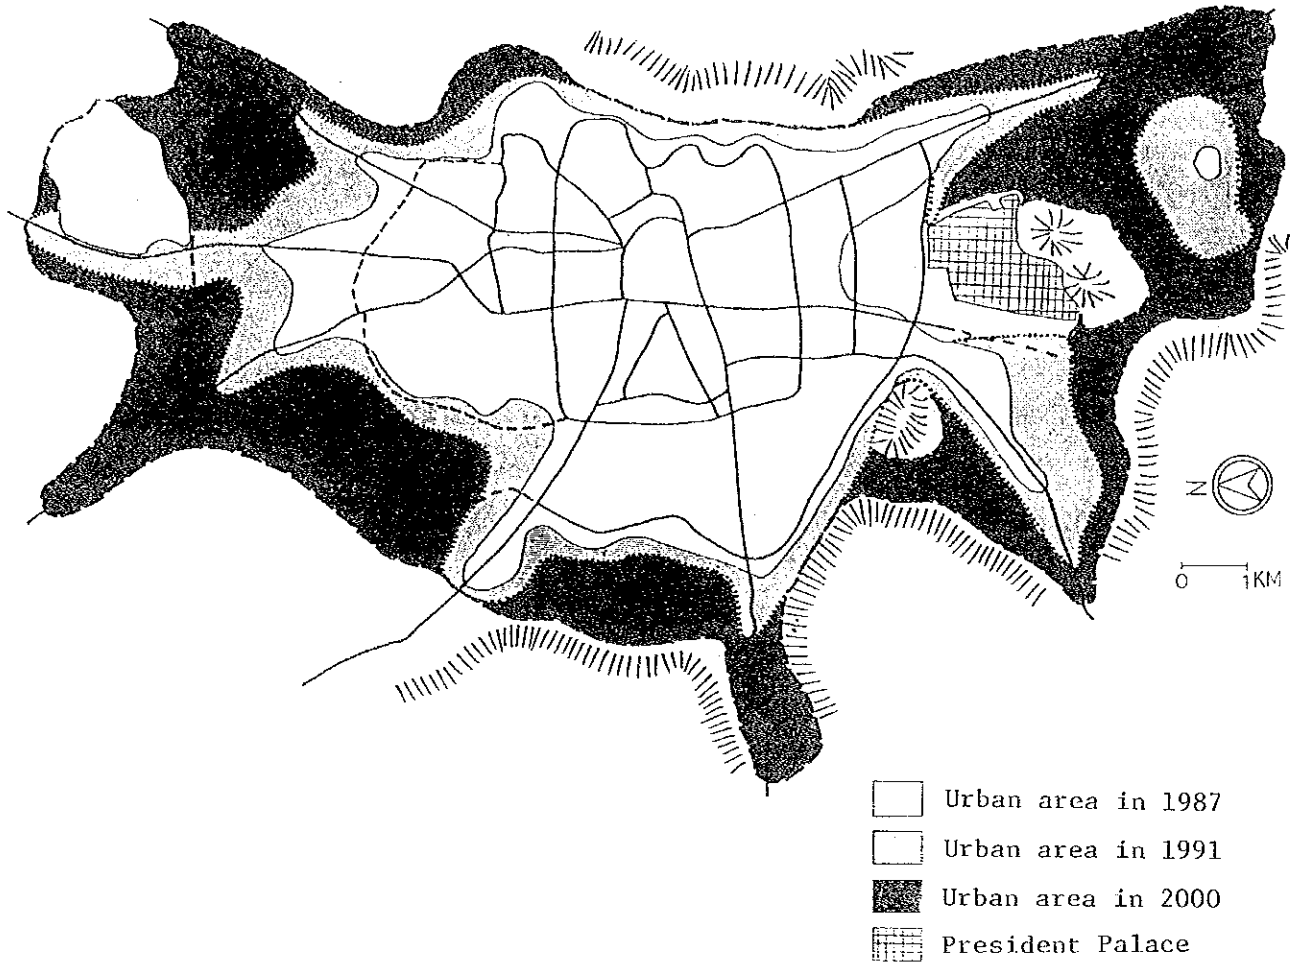 N
0 1KM
Urban area in 1987
Urban area in 1991
Urban area in 2000
President Palace